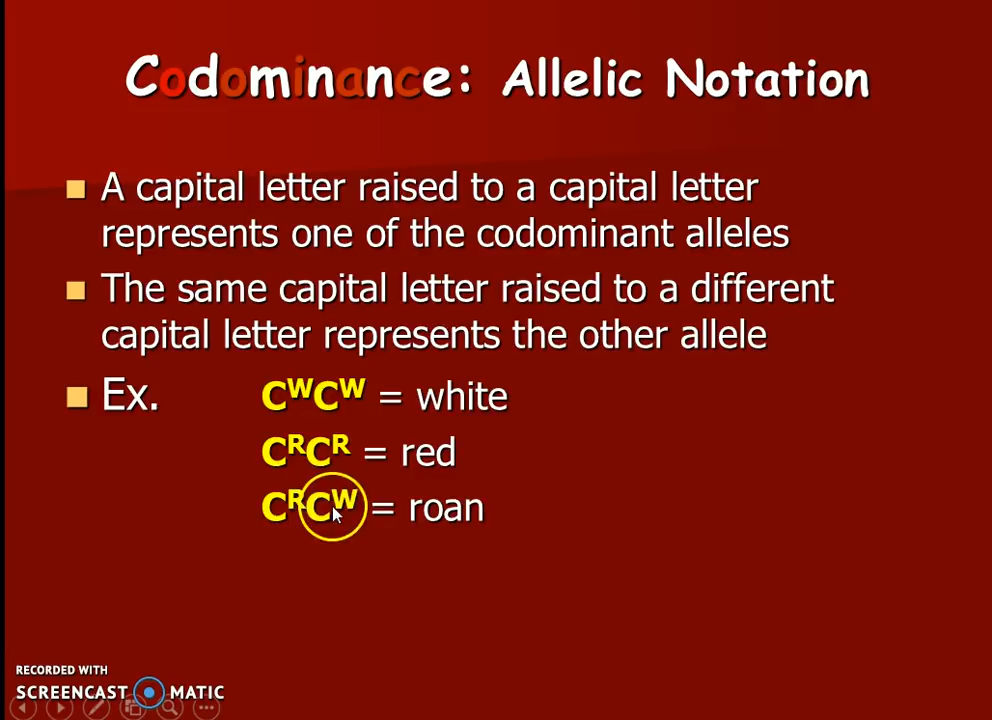 Codominance: Allelic Notation
A capital letter raised to a capital letter
represents one of the codominant alleles
The same capital letter raised to a different
capital letter represents the other allele
Ex. CᵂCᵂ = white
CᴿCᴿ = red
CᴿCᵂ = roan
RECORDED WITH
SCREENCAST MATIC